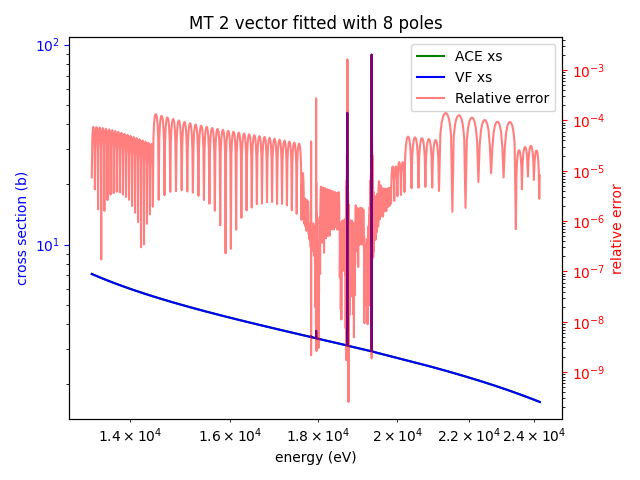 MT 2 vector fitted with 8 poles
ACE xs
VF xs
Relative error
cross section (b)
10²
10¹
relative error
10⁻³
10⁻⁴
10⁻⁵
10⁻⁶
10⁻⁷
10⁻⁸
10⁻⁹
1.4 × 10⁴ 1.6 × 10⁴ 1.8 × 10⁴ 2 × 10⁴ 2.2 × 10⁴ 2.4 × 10⁴
energy (eV)